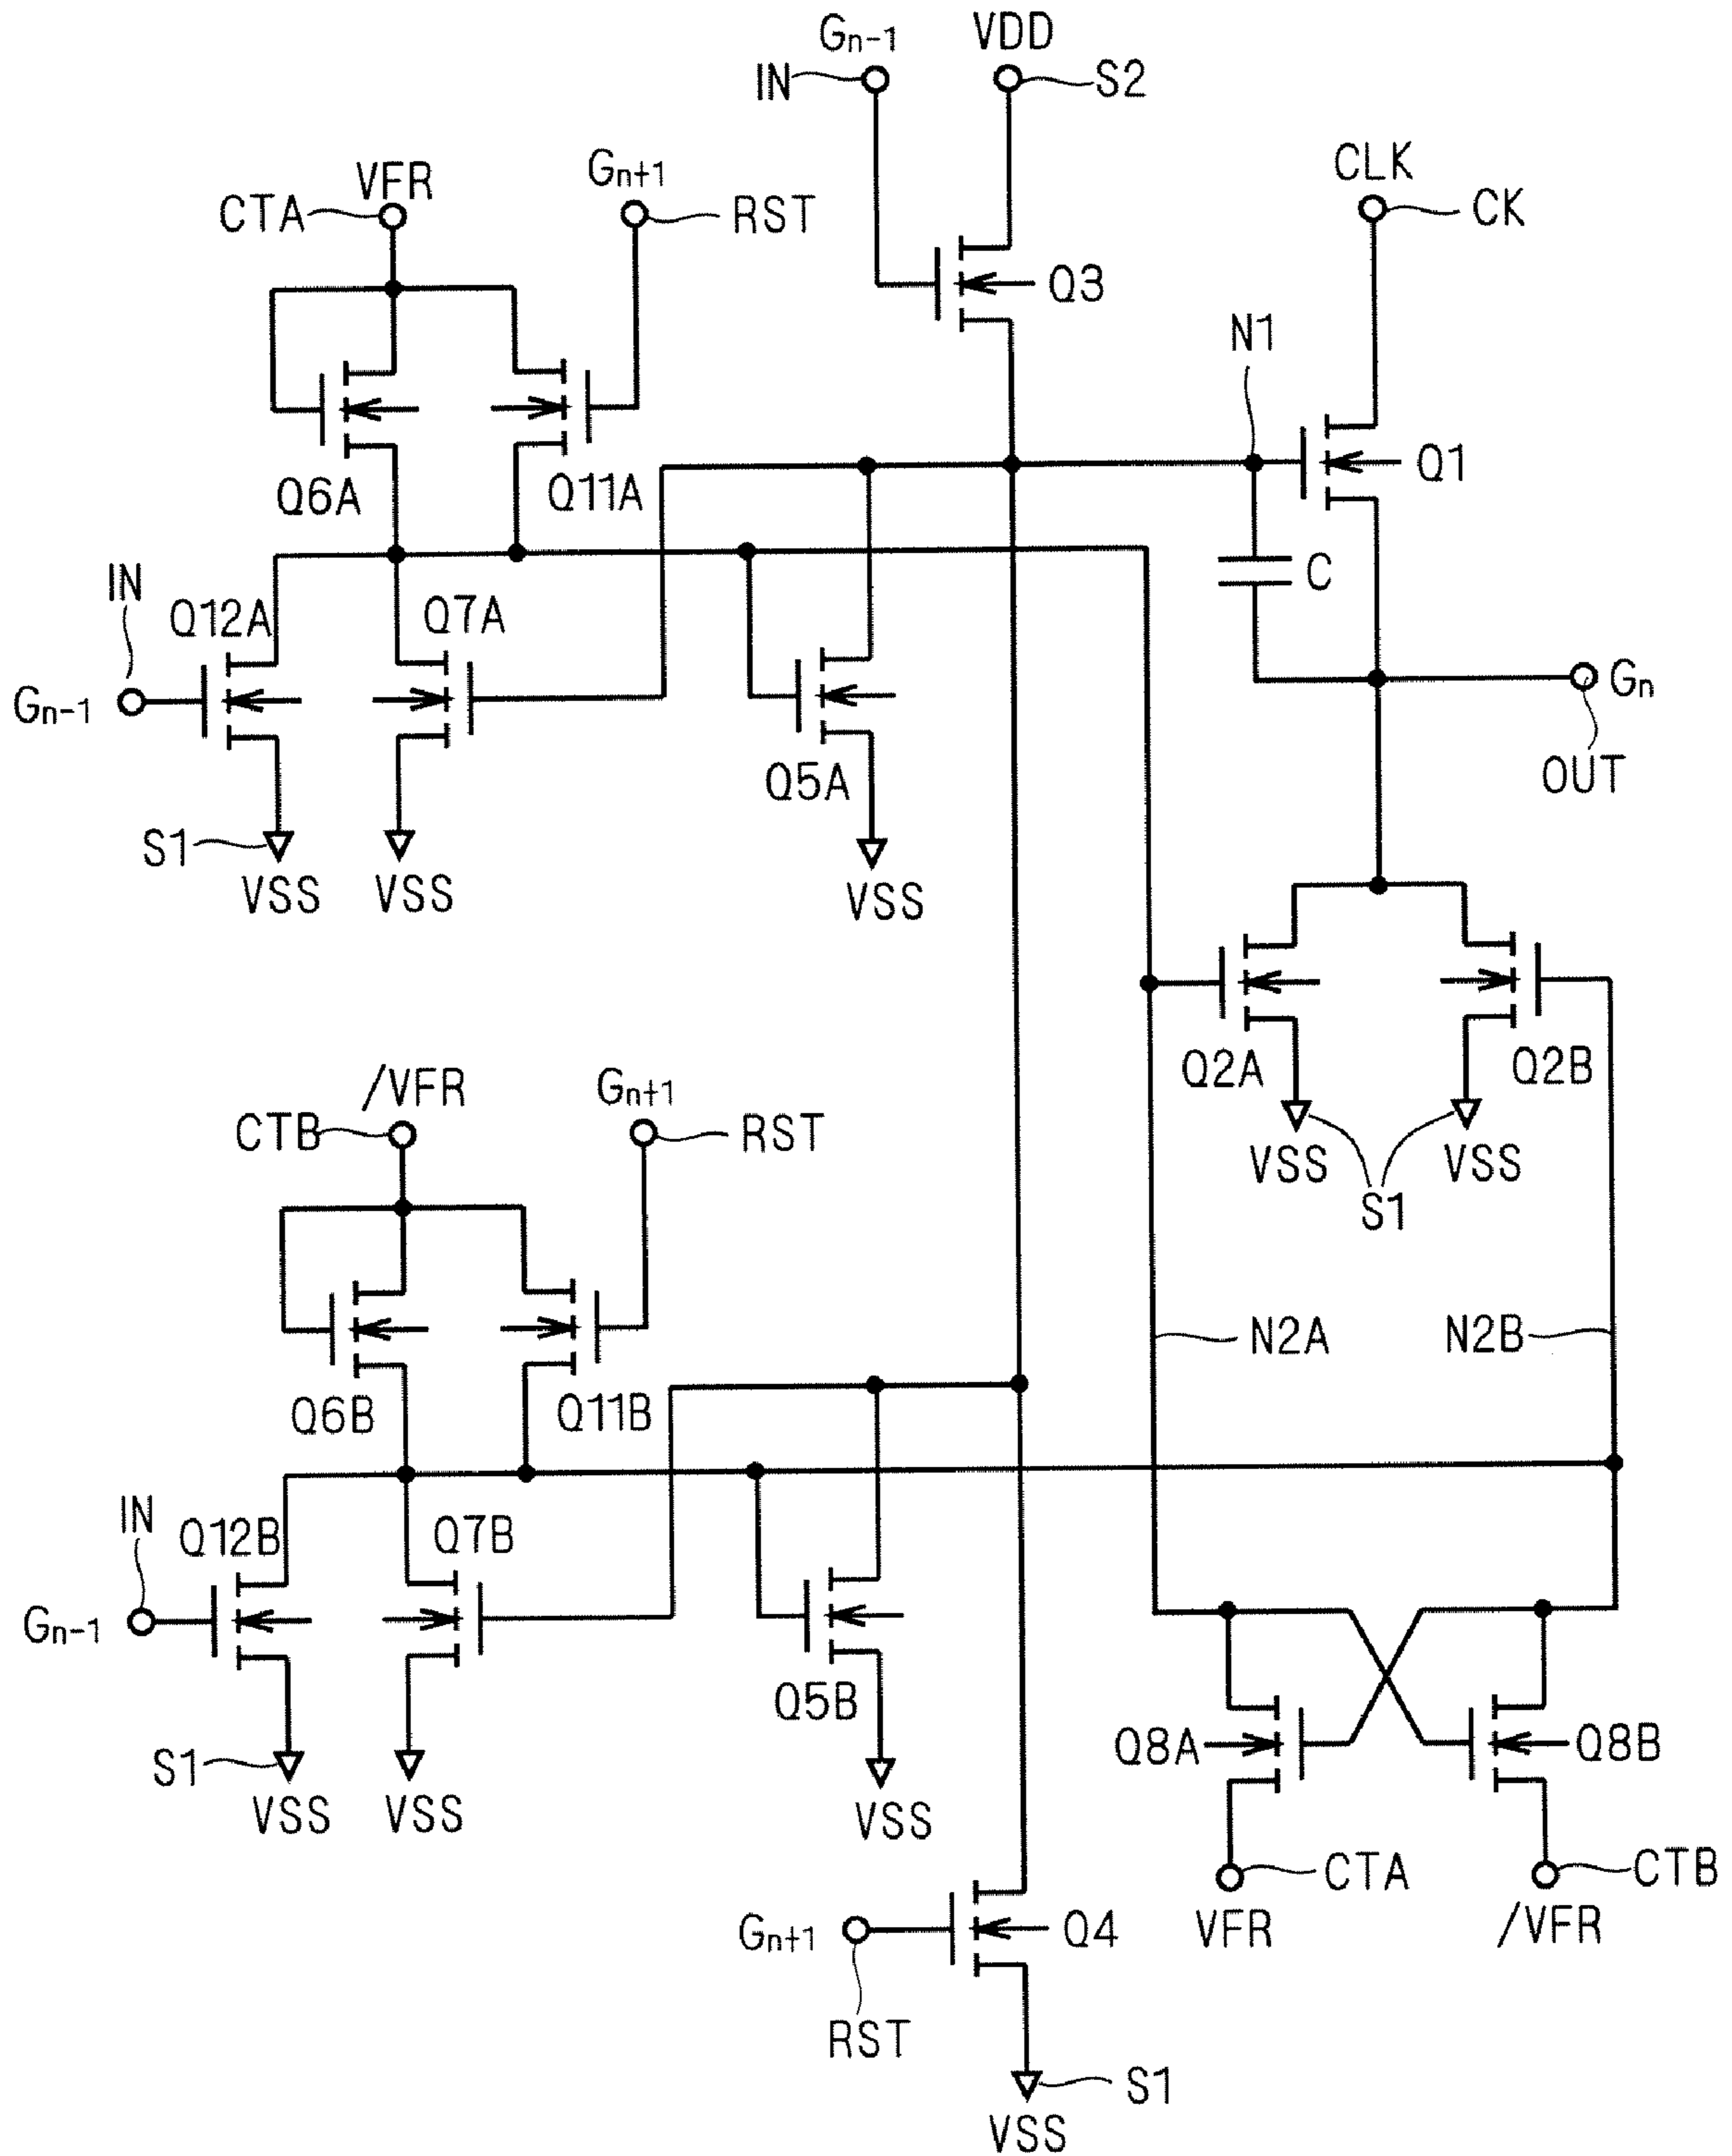 Gn-1 VDD
IN S2
CLK
CK
VFR
CTA
Gn+1
RST
Q3
N1
Q1
Q6A
Q11A
C
IN
Q12A
Q7A
Gn-1
Gn
OUT
Q5A
S1
VSS
VSS
VSS
Q2A
Q2B
VSS
VSS
S1
/VFR
CTB
Gn+1
RST
N2A
N2B
Q6B
Q11B
IN
Q12B
Q7B
Gn-1
Q5B
S1
VSS
VSS
VSS
Q8A
Q8B
CTA
VFR
CTB
/VFR
Gn+1
RST
Q4
S1
VSS